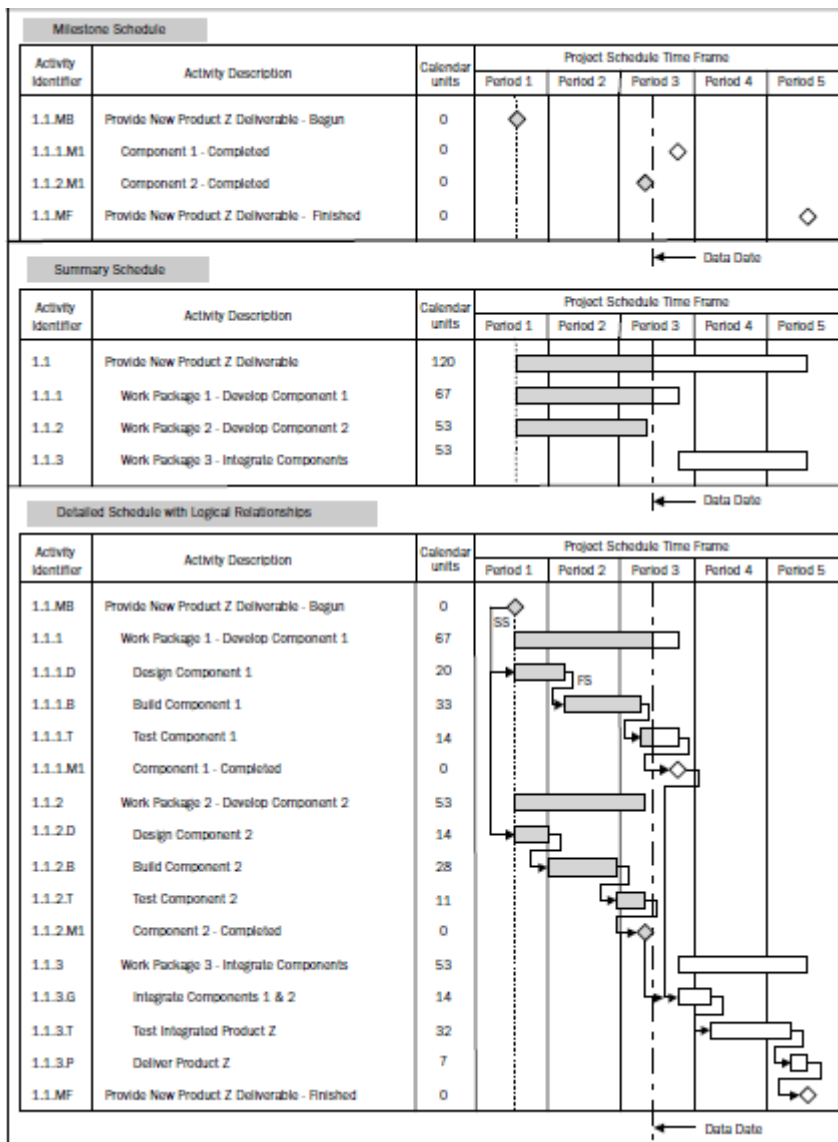 Milestone Schedule
Activity Identifier Activity Description Calendar units Project Schedule Time Frame
Period 1 Period 2 Period 3 Period 4 Period 5
1.1.MB Provide New Product Z Deliverable - Begun 0
1.1.1.M1 Component 1 - Completed 0
1.1.2.M1 Component 2 - Completed 0
1.1.MF Provide New Product Z Deliverable - Finished 0
Data Date
Summary Schedule
Activity Identifier Activity Description Calendar units Project Schedule Time Frame
Period 1 Period 2 Period 3 Period 4 Period 5
1.1 Provide New Product Z Deliverable 120
1.1.1 Work Package 1 - Develop Component 1 67
1.1.2 Work Package 2 - Develop Component 2 53
1.1.3 Work Package 3 - Integrate Components 53
Data Date
Detailed Schedule with Logical Relationships
Activity Identifier Activity Description Calendar units Project Schedule Time Frame
Period 1 Period 2 Period 3 Period 4 Period 5
1.1.MB Provide New Product Z Deliverable - Begun 0
SS
1.1.1 Work Package 1 - Develop Component 1 67
1.1.1.D Design Component 1 20
FS
1.1.1.B Build Component 1 33
1.1.1.T Test Component 1 14
1.1.1.M1 Component 1 - Completed 0
1.1.2 Work Package 2 - Develop Component 2 53
1.1.2.D Design Component 2 14
1.1.2.B Build Component 2 28
1.1.2.T Test Component 2 11
1.1.2.M1 Component 2 - Completed 0
1.1.3 Work Package 3 - Integrate Components 53
1.1.3.G Integrate Components 1 & 2 14
1.1.3.T Test Integrated Product Z 32
1.1.3.P Deliver Product Z 7
1.1.MF Provide New Product Z Deliverable - Finished 0
Data Date